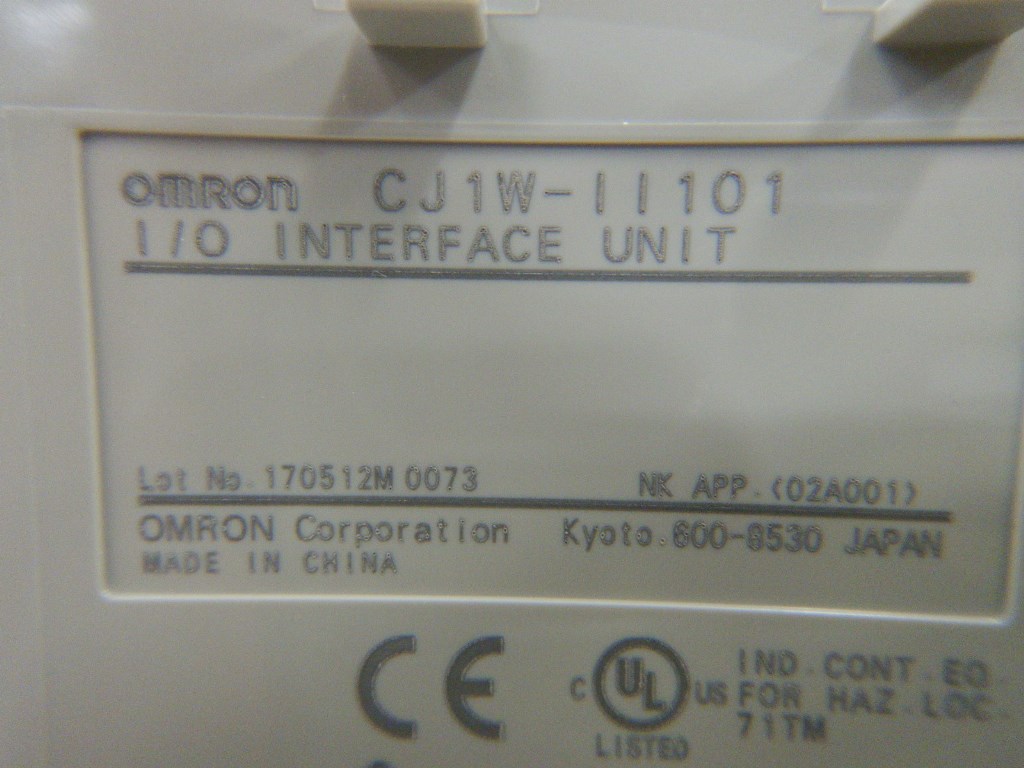 OMRON CJ1W-II101
I/O INTERFACE UNIT
Lot No. 170512M 0073 NK APP.(02A001)
OMRON Corporation Kyoto.600-8530 JAPAN
MADE IN CHINA
CE
C UL US
LISTED
IND.CONT.EQ.
FOR HAZ.LOC.
71TM